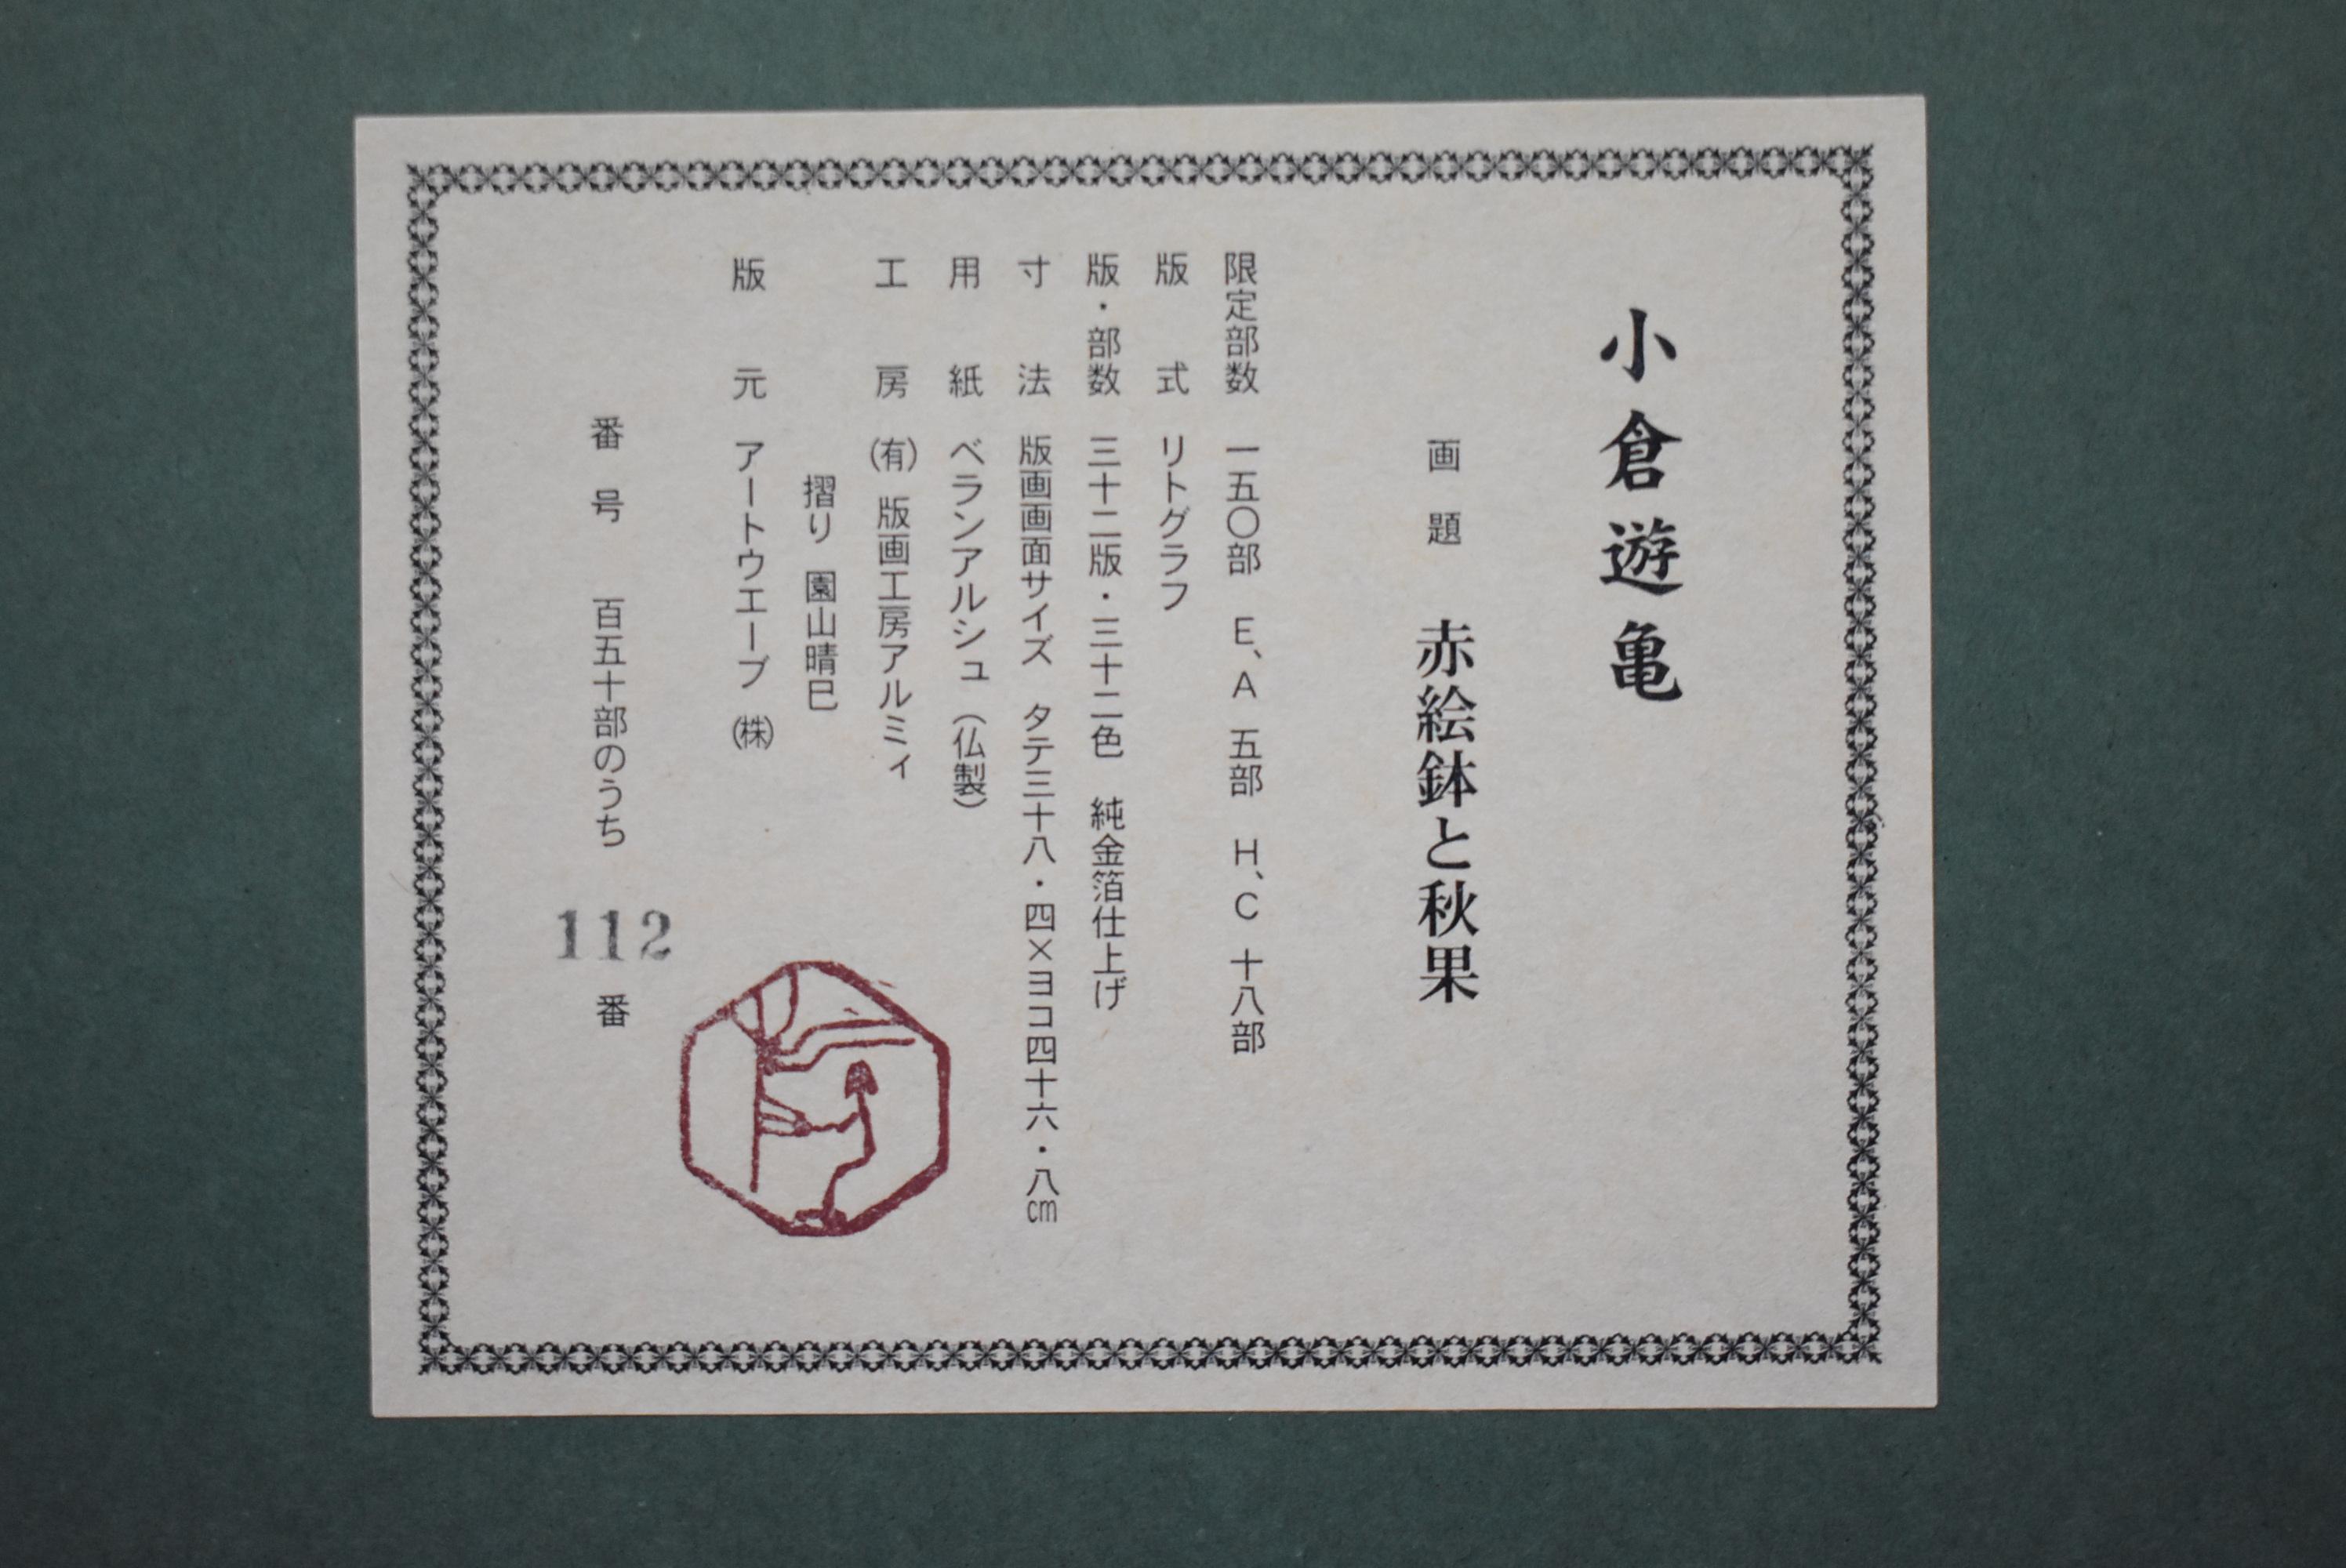 小倉遊亀
画題 赤絵鉢と秋果
限定部数 一五〇部 E、A 五部 H、C 十八部
版式 リトグラフ
版・部数 三十二版・三十二色 純金箔仕上げ
寸法 版画画面サイズ タテ三十八・四×ヨコ四十六・八cm
用紙 ベランアルシュ（仏製）
工房 (有) 版画工房アルミィ
摺り 園山晴巳
版元 アートウエーブ (株)
番号 百五十部のうち 112 番